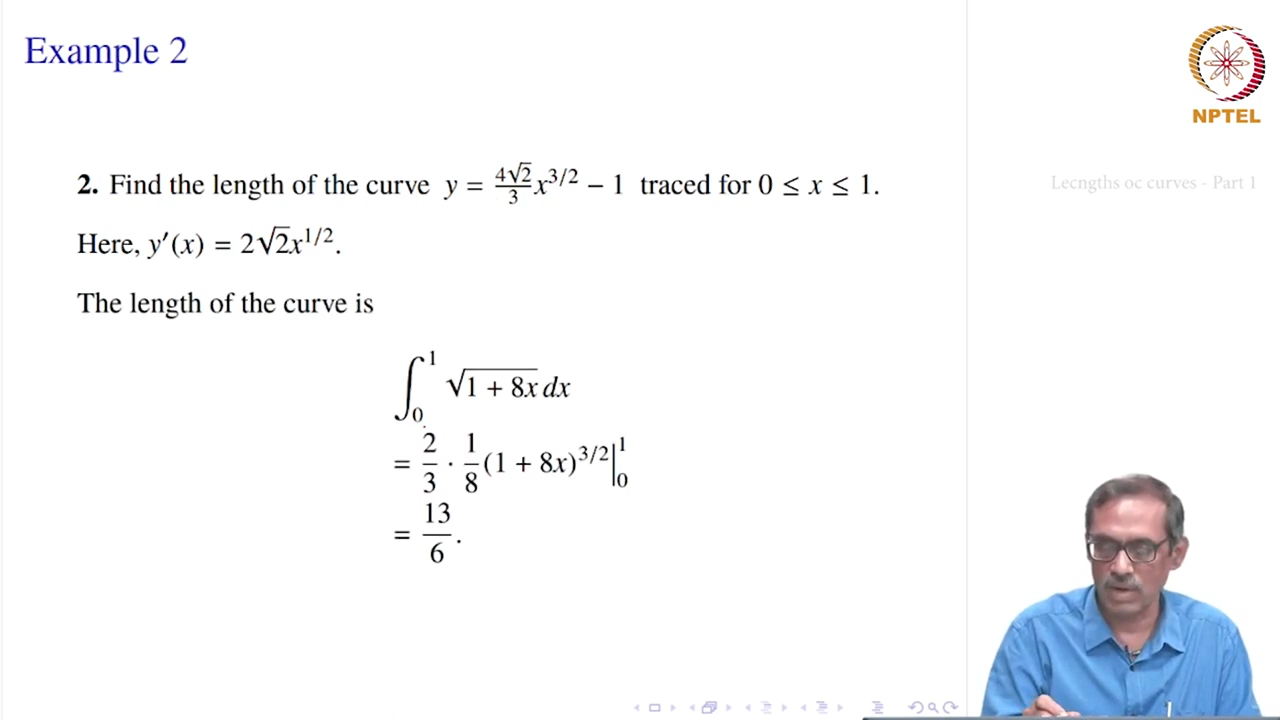 Example 2
NPTEL
2. Find the length of the curve y = 4√2/3 x^{3/2} − 1 traced for 0 ≤ x ≤ 1.
Lecngths oc curves - Part 1
Here, y′(x) = 2√2x^{1/2}.
The length of the curve is
∫_0^1 √(1 + 8x) dx
= 2/3 · 1/8 (1 + 8x)^{3/2}|_0^1
= 13/6.